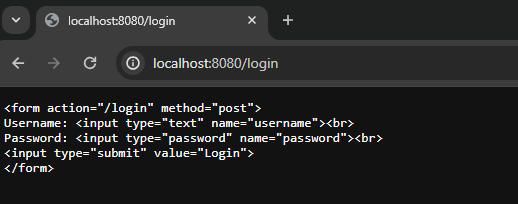 localhost:8080/login
localhost:8080/login
<form action="/login" method="post">
Username: <input type="text" name="username"><br>
Password: <input type="password" name="password"><br>
<input type="submit" value="Login">
</form>